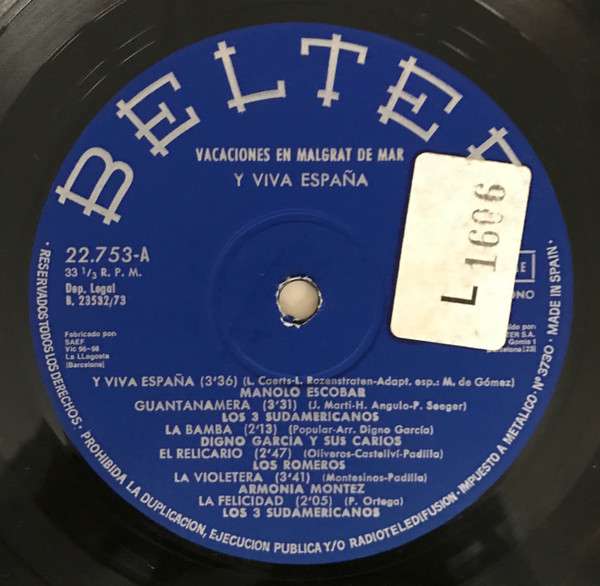 BELTE
VACACIONES EN MALGRAT DE MAR
Y VIVA ESPAÑA
22.753-A
33 1/3 R. P. M.
Dep. Legal
B. 23532/73
L 1606
Fabricado por:
SAEF
Vic 96-98
La LLagosta
(Barcelona)
Y VIVA ESPAÑA (3'36) (L. Caerts-L. Rozenstraten-Adapt. esp.: M. de Gómez)
MANOLO ESCOBAR
GUANTANAMERA (3'31) (J. Marti-H. Angulo-P. Seeger)
LOS 3 SUDAMERICANOS
LA BAMBA (2'13) (Popular-Arr. Digno García)
DIGNO GARCIA Y SUS CARIOS
EL RELICARIO (2'47) (Oliveros-Castellví-Padilla)
LOS ROMEROS
LA VIOLETERA (3'41) (Montesinos-Padilla)
ARMONIA MONTEZ
LA FELICIDAD (2'05) (P. Ortega)
LOS 3 SUDAMERICANOS
• RESERVADOS TODOS LOS DERECHOS • PROHIBIDA LA DUPLICACION, EJECUCION PUBLICA Y/O RADIOTELEDIFUSION • IMPUESTO A METALICO • Nº 3730 • MADE IN SPAIN •